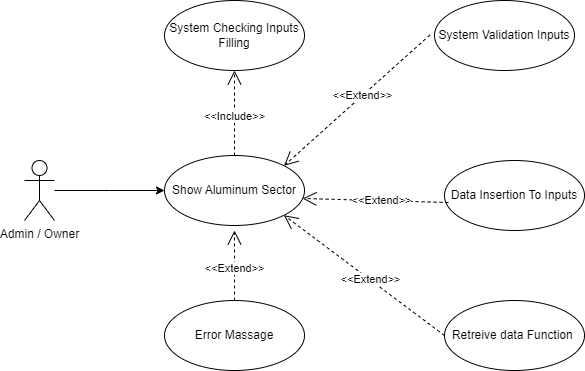 System Checking Inputs
Filling
System Validation Inputs
<<Extend>>
<<Include>>
Show Aluminum Sector
Data Insertion To Inputs
<<Extend>>
Admin / Owner
<<Extend>>
<<Extend>>
Error Massage
Retreive data Function